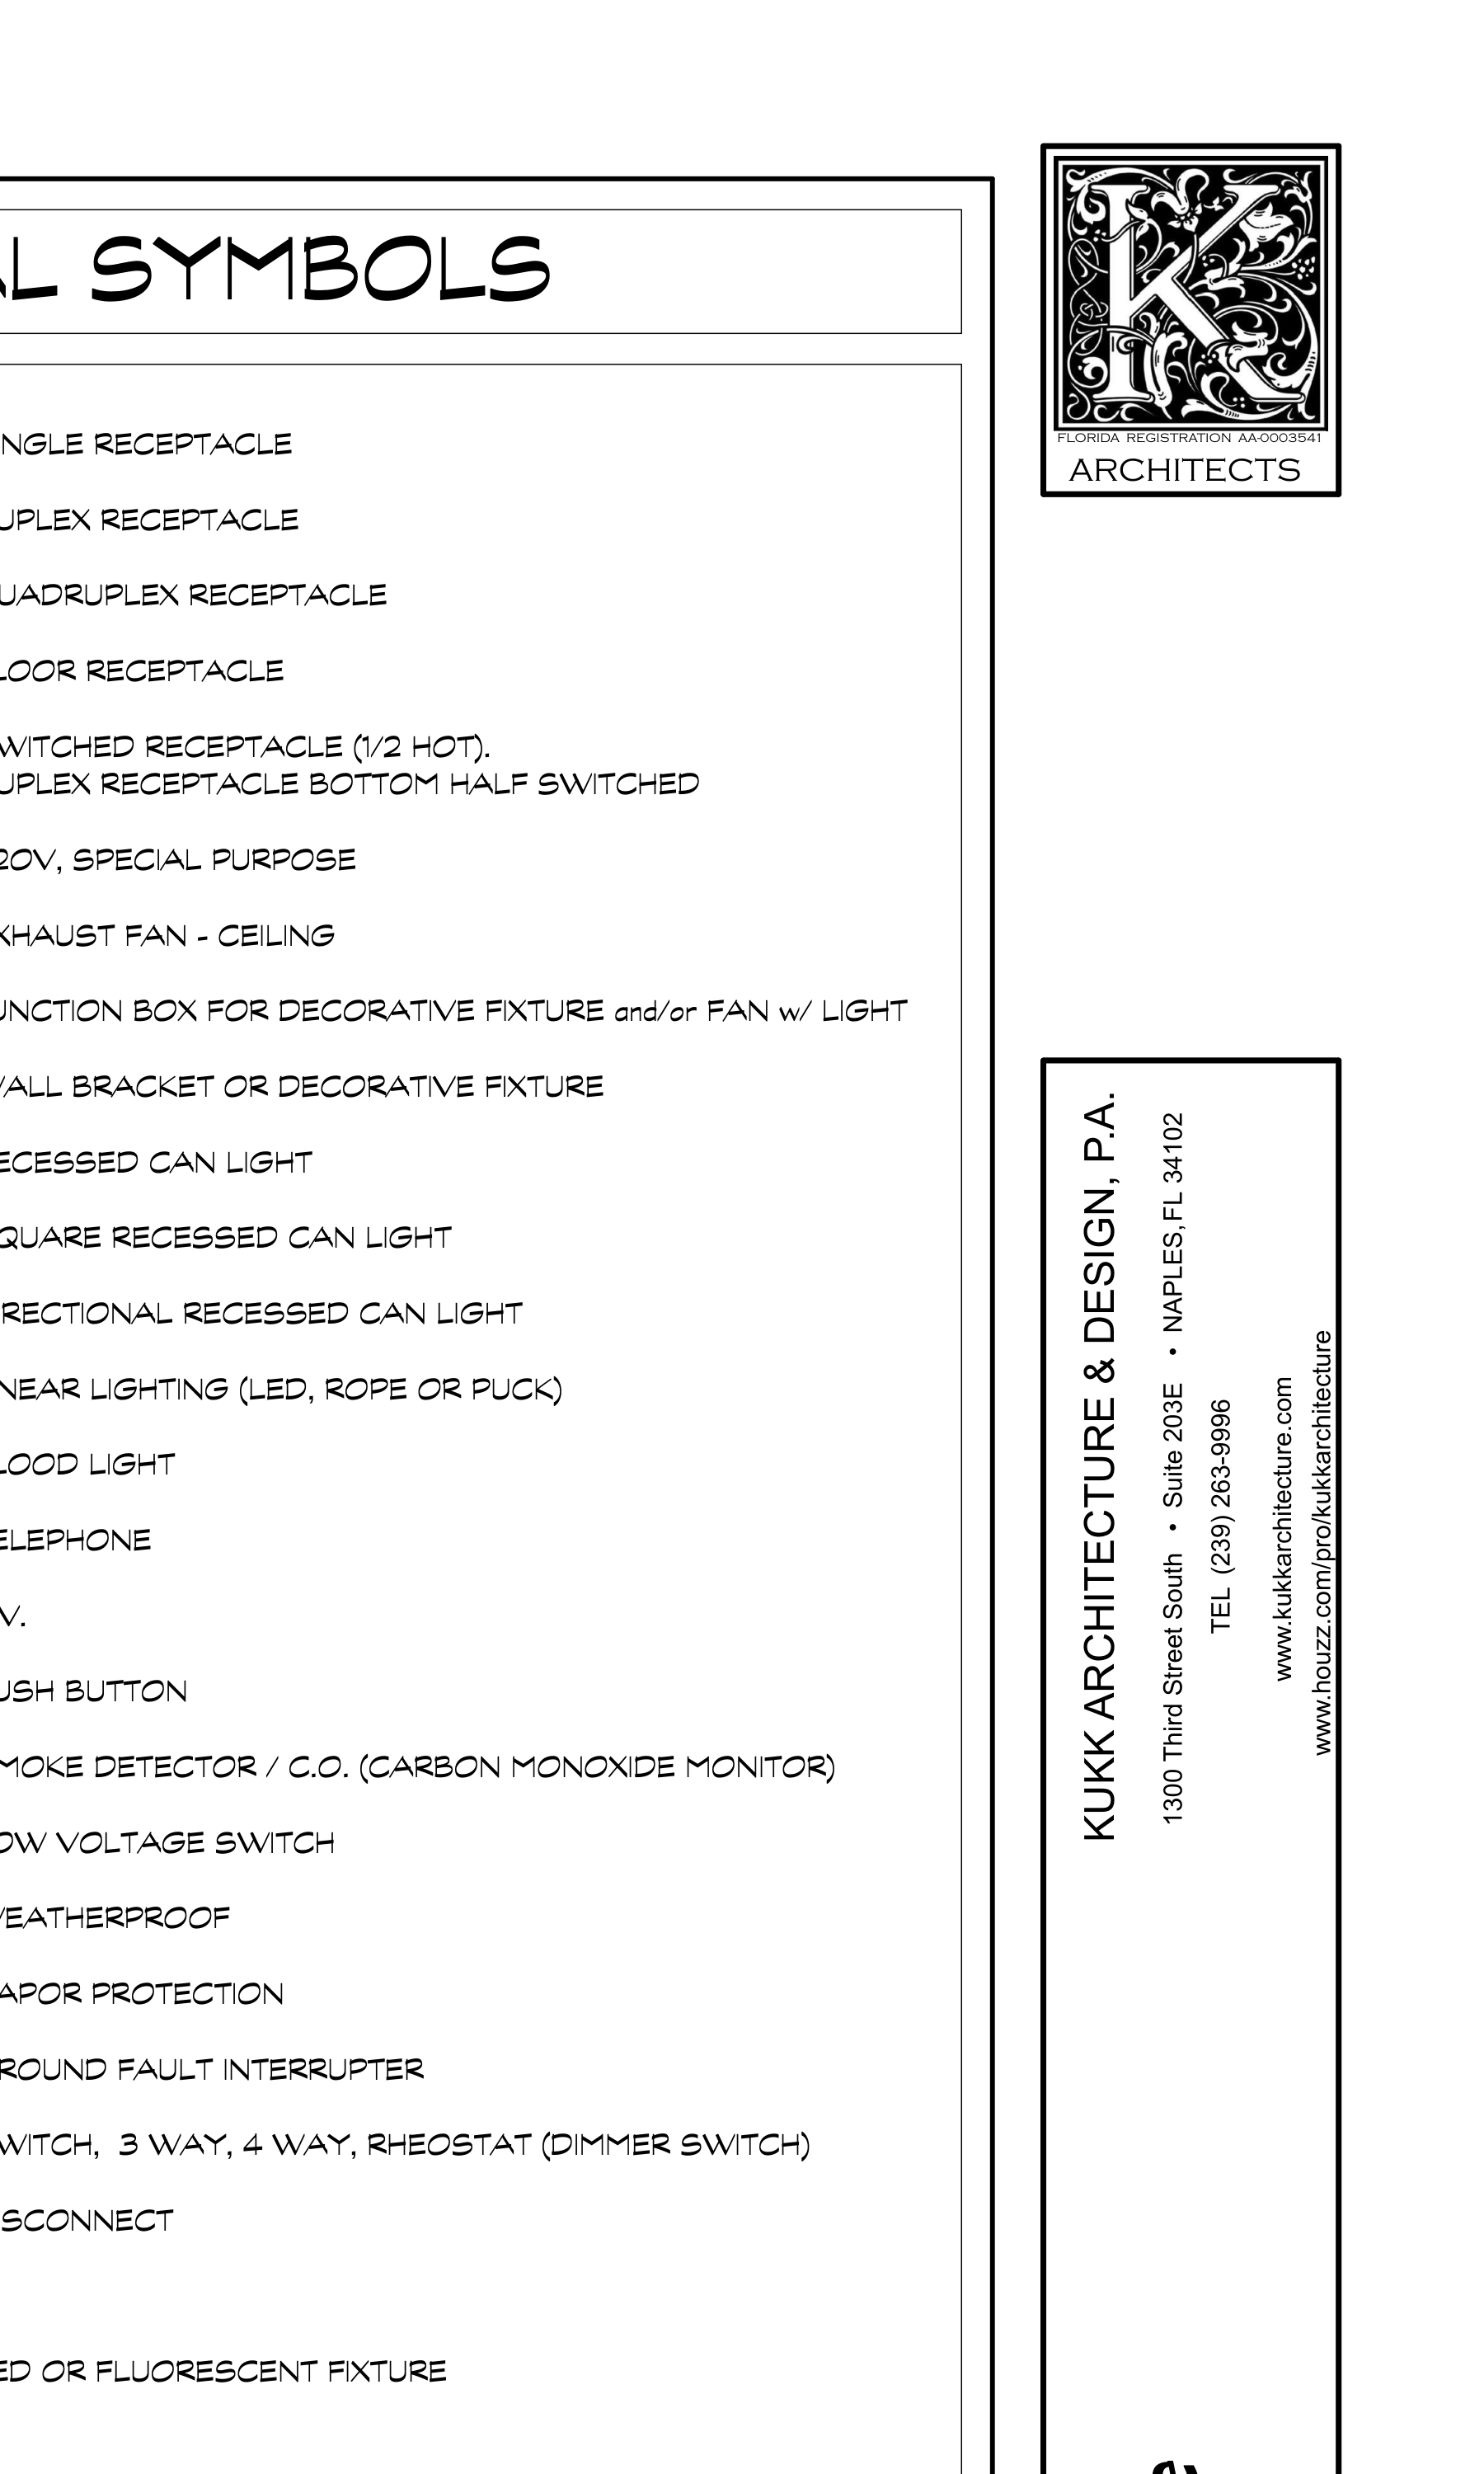 AL SYMBOLS
NGLE RECEPTACLE
UPLEX RECEPTACLE
UADRUPLEX RECEPTACLE
LOOR RECEPTACLE
WITCHED RECEPTACLE (1/2 HOT).
UPLEX RECEPTACLE BOTTOM HALF SWITCHED
20V, SPECIAL PURPOSE
XHAUST FAN - CEILING
UNCTION BOX FOR DECORATIVE FIXTURE and/or FAN w/ LIGHT
WALL BRACKET OR DECORATIVE FIXTURE
ECESSED CAN LIGHT
QUARE RECESSED CAN LIGHT
RECTIONAL RECESSED CAN LIGHT
NEAR LIGHTING (LED, ROPE OR PUCK)
LOOD LIGHT
ELEPHONE
V.
USH BUTTON
MOKE DETECTOR / C.O. (CARBON MONOXIDE MONITOR)
OW VOLTAGE SWITCH
WEATHERPROOF
APOR PROTECTION
ROUND FAULT INTERRUPTER
WITCH, 3 WAY, 4 WAY, RHEOSTAT (DIMMER SWITCH)
SCONNECT
ED OR FLUORESCENT FIXTURE
K
FLORIDA REGISTRATION AA-0003541
ARCHITECTS
KUKK ARCHITECTURE & DESIGN, P.A.
1300 Third Street South • Suite 203E • NAPLES, FL 34102
TEL (239) 263-9996
www.kukkarchitecture.com
www.houzz.com/pro/kukkarchitecture